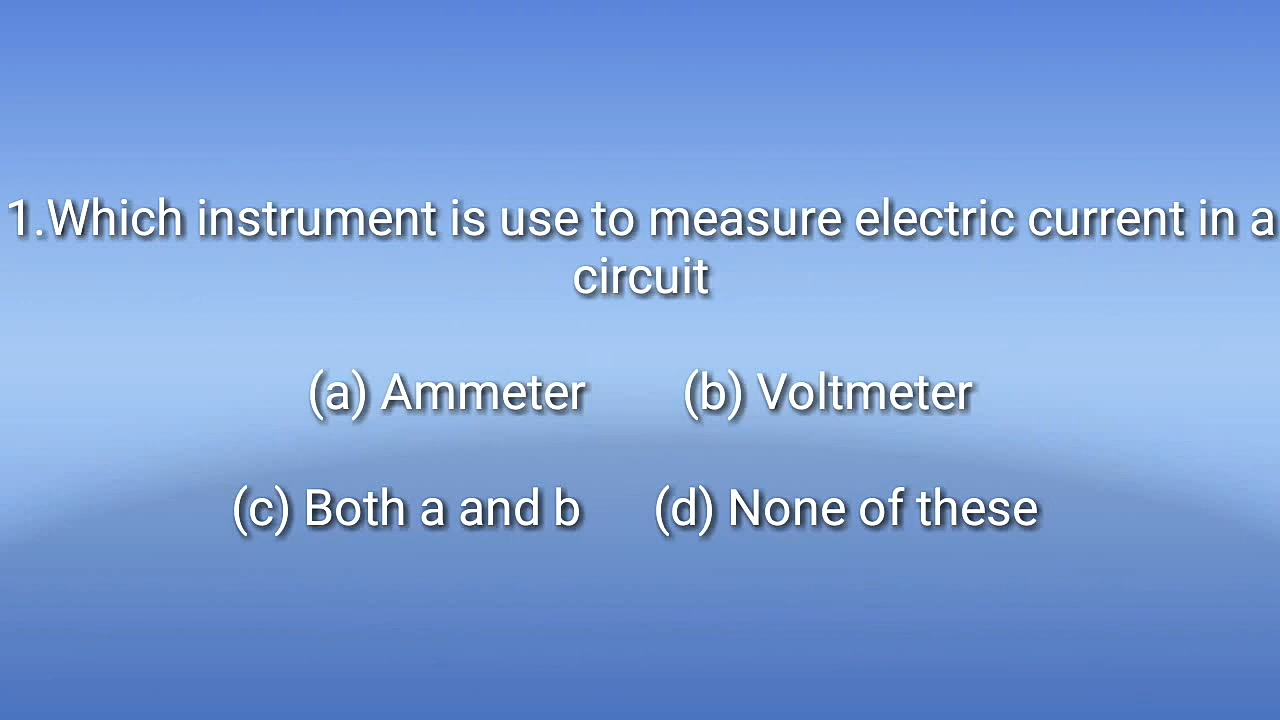 1.Which instrument is use to measure electric current in a
circuit
(a) Ammeter (b) Voltmeter
(c) Both a and b (d) None of these